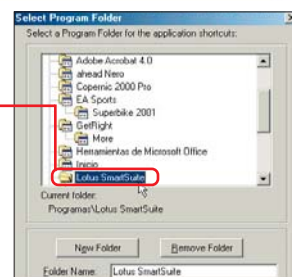 Select Program Folder
Select a Program Folder for the application shortcuts:
Adobe Acrobat 4.0
ahead Nero
Copernic 2000 Pro
EA Sports
Superbike 2001
GetRight
More
Herramientas de Microsoft Office
Inicio
Lotus SmartSuite
Current folder:
Programas\Lotus SmartSuite
New Folder
Remove Folder
Folder Name: Lotus SmartSuite